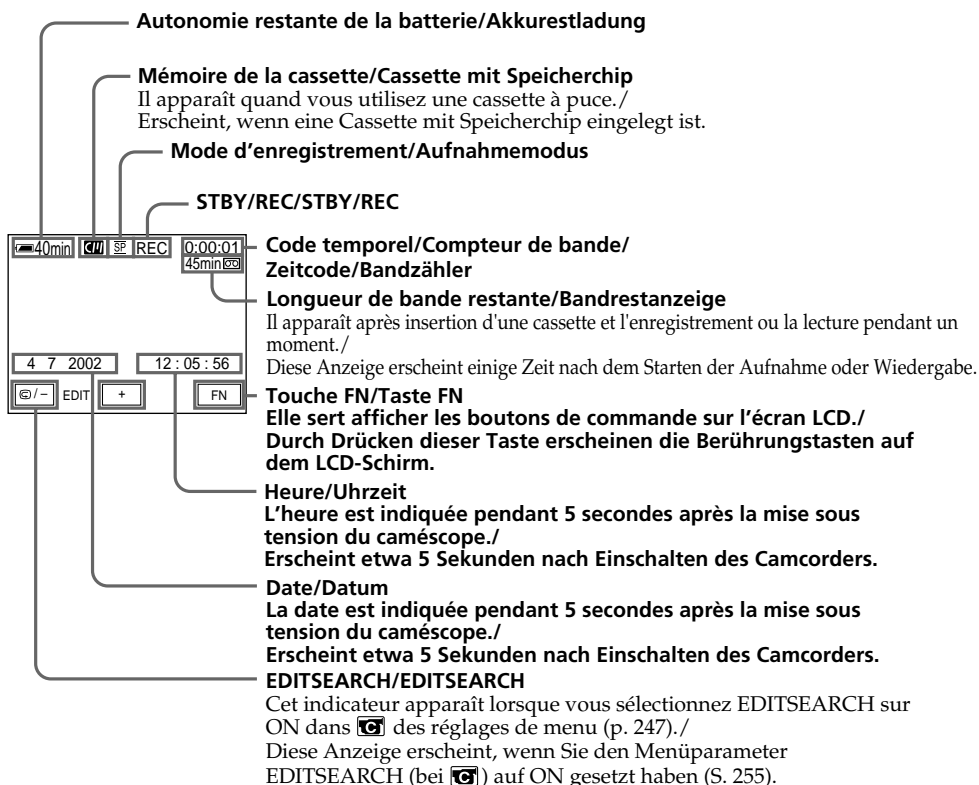 Autonomie restante de la batterie/Akkurestladung
Mémoire de la cassette/Cassette mit Speicherchip
Il apparaît quand vous utilisez une cassette à puce./
Erscheint, wenn eine Cassette mit Speicherchip eingelegt ist.
Mode d'enregistrement/Aufnahmemodus
STBY/REC/STBY/REC
40min SP REC 0:00:01
45min
Code temporel/Compteur de bande/
Zeitcode/Bandzähler
Longueur de bande restante/Bandrestanzeige
Il apparaît après insertion d'une cassette et l'enregistrement ou la lecture pendant un
moment./
Diese Anzeige erscheint einige Zeit nach dem Starten der Aufnahme oder Wiedergabe.
4 7 2002 12 : 05 : 56
/ – EDIT + FN
Touche FN/Taste FN
Elle sert afficher les boutons de commande sur l'écran LCD./
Durch Drücken dieser Taste erscheinen die Berührungstasten auf
dem LCD-Schirm.
Heure/Uhrzeit
L'heure est indiquée pendant 5 secondes après la mise sous
tension du caméscope./
Erscheint etwa 5 Sekunden nach Einschalten des Camcorders.
Date/Datum
La date est indiquée pendant 5 secondes après la mise sous
tension du caméscope./
Erscheint etwa 5 Sekunden nach Einschalten des Camcorders.
EDITSEARCH/EDITSEARCH
Cet indicateur apparaît lorsque vous sélectionnez EDITSEARCH sur
ON dans des réglages de menu (p. 247)./
Diese Anzeige erscheint, wenn Sie den Menüparameter
EDITSEARCH (bei ) auf ON gesetzt haben (S. 255).